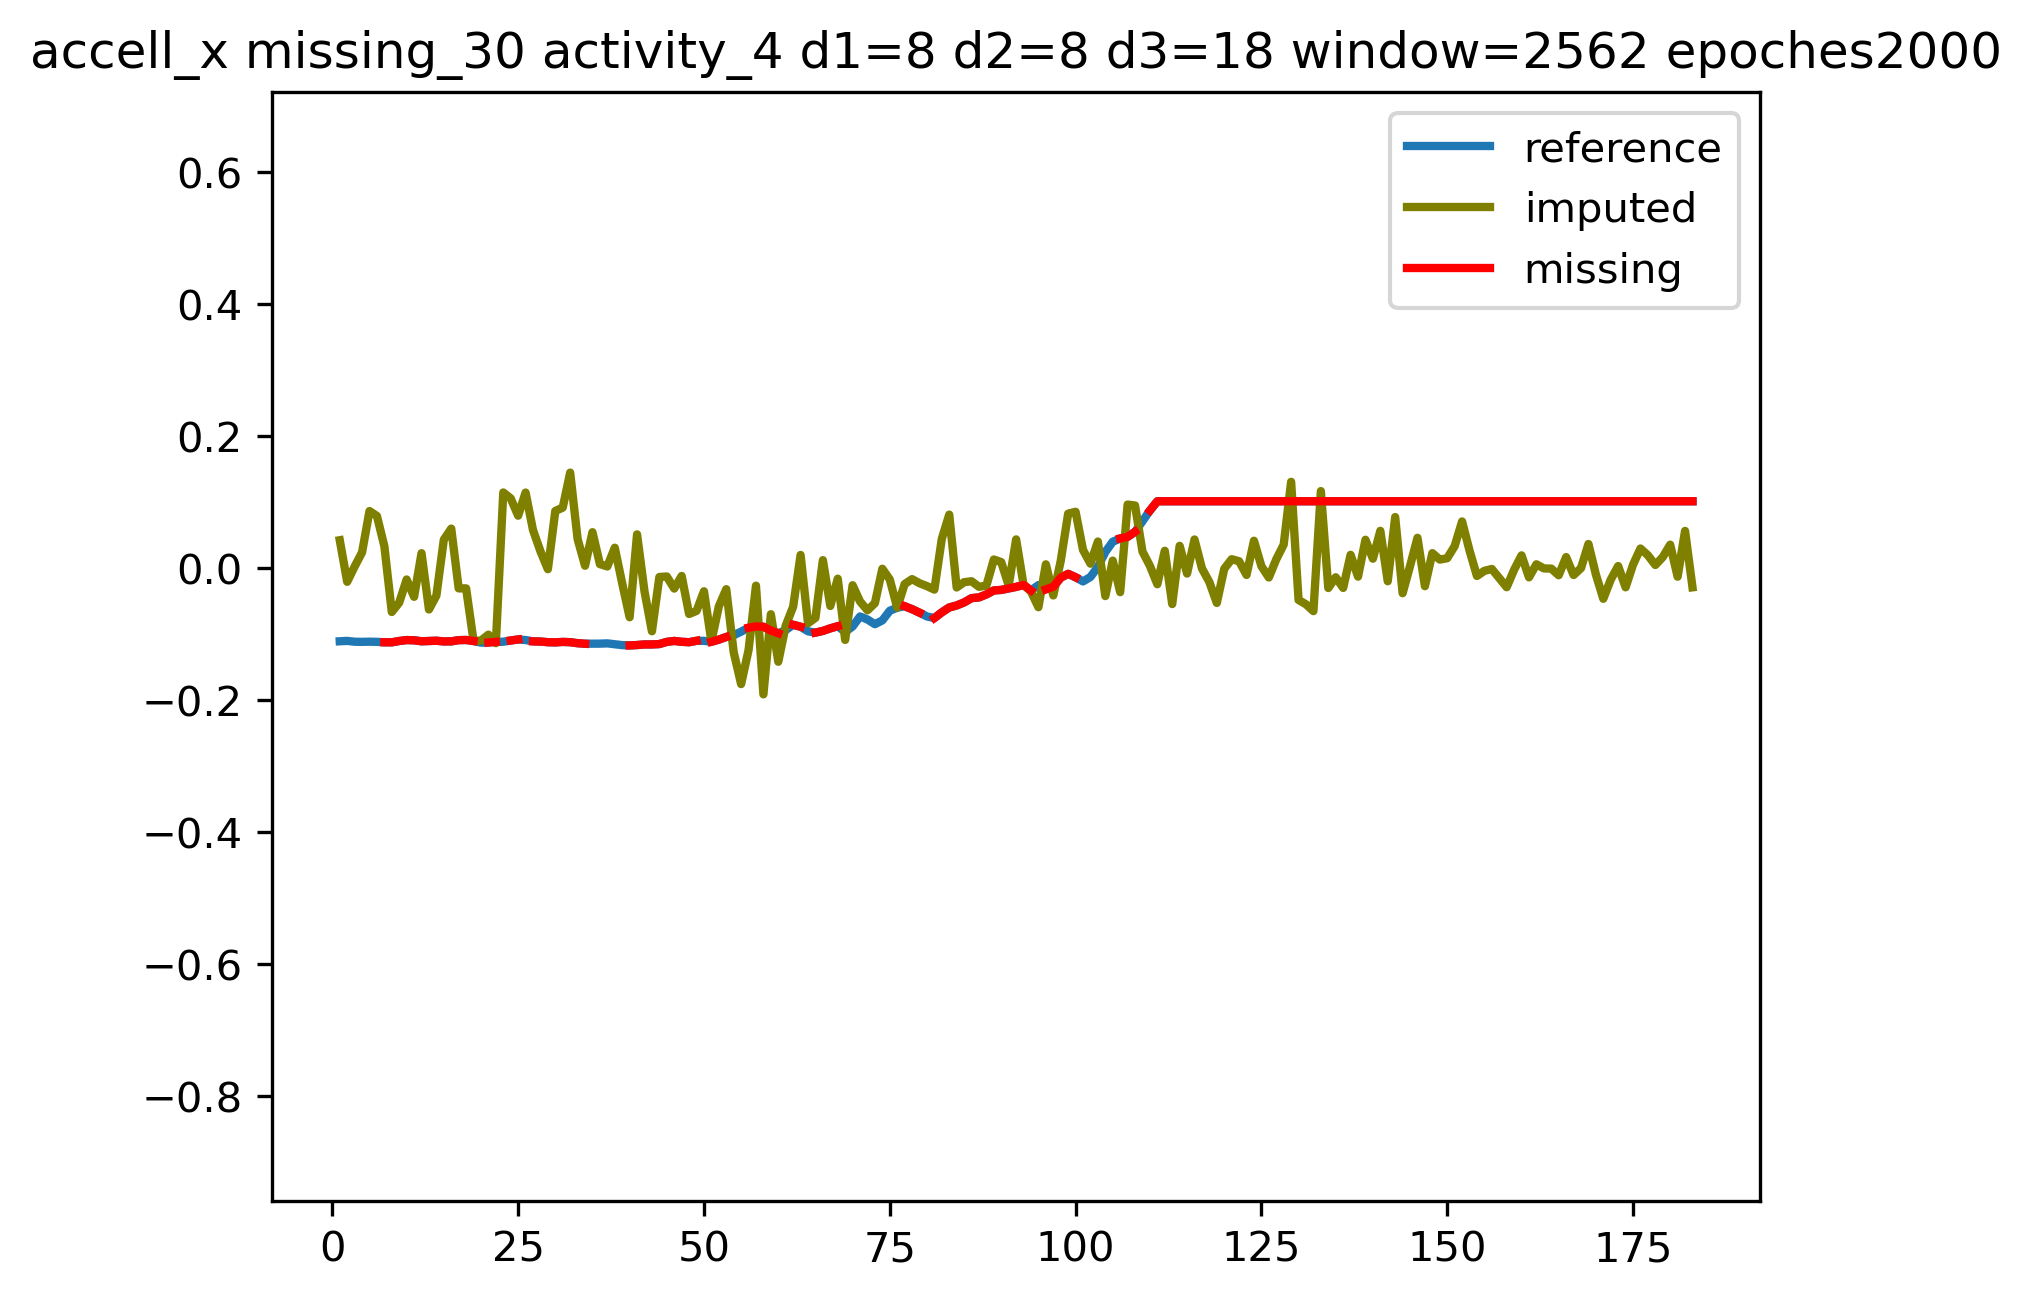 accell_x missing_30 activity_4 d1=8 d2=8 d3=18 window=2562 epoches2000
reference
imputed
missing
0.6
0.4
0.2
0.0
−0.2
−0.4
−0.6
−0.8
0 25 50 75 100 125 150 175